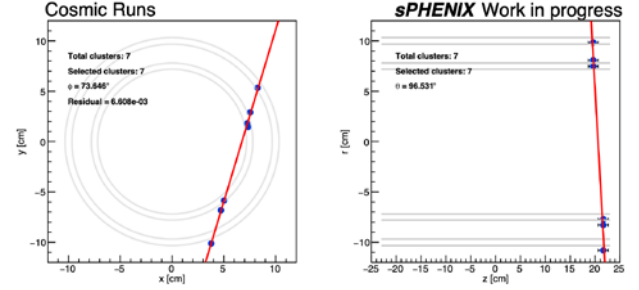 Cosmic Runs
sPHENIX Work in progress
Total clusters: 7
Selected clusters: 7
ϕ = 73.646°
Residual = 6.608e-03
y [cm]
10
5
0
−5
−10
−10 −5 0 5 10
x [cm]
Total clusters: 7
Selected clusters: 7
θ = 96.531°
r [cm]
10
5
0
−5
−10
−25 −20 −15 −10 −5 0 5 10 15 20 25
z [cm]